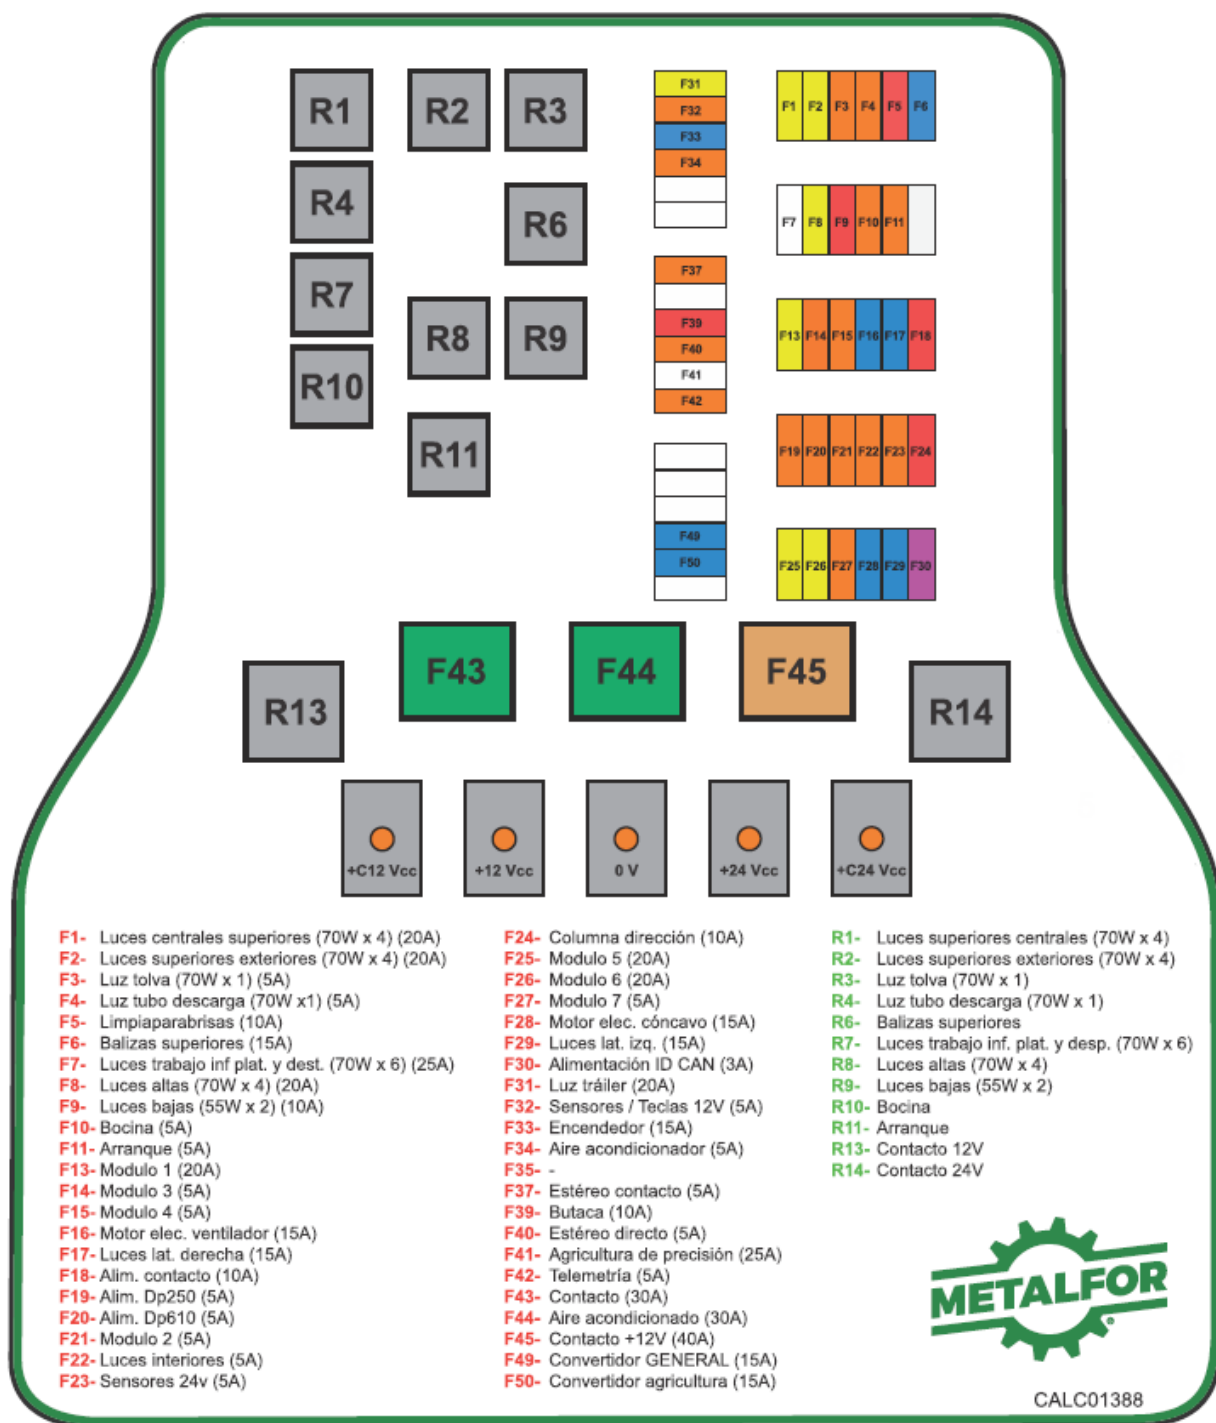 R1 R2 R3
R4 R6
R7 R8 R9
R10 R11
F31
F32
F33
F34
F37
F39
F40
F41
F42
F49
F50
F1 F2 F3 F4 F5 F6
F7 F8 F9 F10 F11
F13 F14 F15 F16 F17 F18
F19 F20 F21 F22 F23 F24
F25 F26 F27 F28 F29 F30
R13 F43 F44 F45 R14
+C12 Vcc +12 Vcc 0 V +24 Vcc +C24 Vcc
F1- Luces centrales superiores (70W x 4) (20A)
F2- Luces superiores exteriores (70W x 4) (20A)
F3- Luz tolva (70W x 1) (5A)
F4- Luz tubo descarga (70W x1) (5A)
F5- Limpiaparabrisas (10A)
F6- Balizas superiores (15A)
F7- Luces trabajo inf plat. y dest. (70W x 6) (25A)
F8- Luces altas (70W x 4) (20A)
F9- Luces bajas (55W x 2) (10A)
F10- Bocina (5A)
F11- Arranque (5A)
F13- Modulo 1 (20A)
F14- Modulo 3 (5A)
F15- Modulo 4 (5A)
F16- Motor elec. ventilador (15A)
F17- Luces lat. derecha (15A)
F18- Alim. contacto (10A)
F19- Alim. Dp250 (5A)
F20- Alim. Dp610 (5A)
F21- Modulo 2 (5A)
F22- Luces interiores (5A)
F23- Sensores 24v (5A)
F24- Columna dirección (10A)
F25- Modulo 5 (20A)
F26- Modulo 6 (20A)
F27- Modulo 7 (5A)
F28- Motor elec. cóncavo (15A)
F29- Luces lat. izq. (15A)
F30- Alimentación ID CAN (3A)
F31- Luz tráiler (20A)
F32- Sensores / Teclas 12V (5A)
F33- Encendedor (15A)
F34- Aire acondicionador (5A)
F35- -
F37- Estéreo contacto (5A)
F39- Butaca (10A)
F40- Estéreo directo (5A)
F41- Agricultura de precisión (25A)
F42- Telemetría (5A)
F43- Contacto (30A)
F44- Aire acondicionado (30A)
F45- Contacto +12V (40A)
F49- Convertidor GENERAL (15A)
F50- Convertidor agricultura (15A)
R1- Luces superiores centrales (70W x 4)
R2- Luces superiores exteriores (70W x 4)
R3- Luz tolva (70W x 1)
R4- Luz tubo descarga (70W x 1)
R6- Balizas superiores
R7- Luces trabajo inf. plat. y desp. (70W x 6)
R8- Luces altas (70W x 4)
R9- Luces bajas (55W x 2)
R10- Bocina
R11- Arranque
R13- Contacto 12V
R14- Contacto 24V
METALFOR
CALC01388